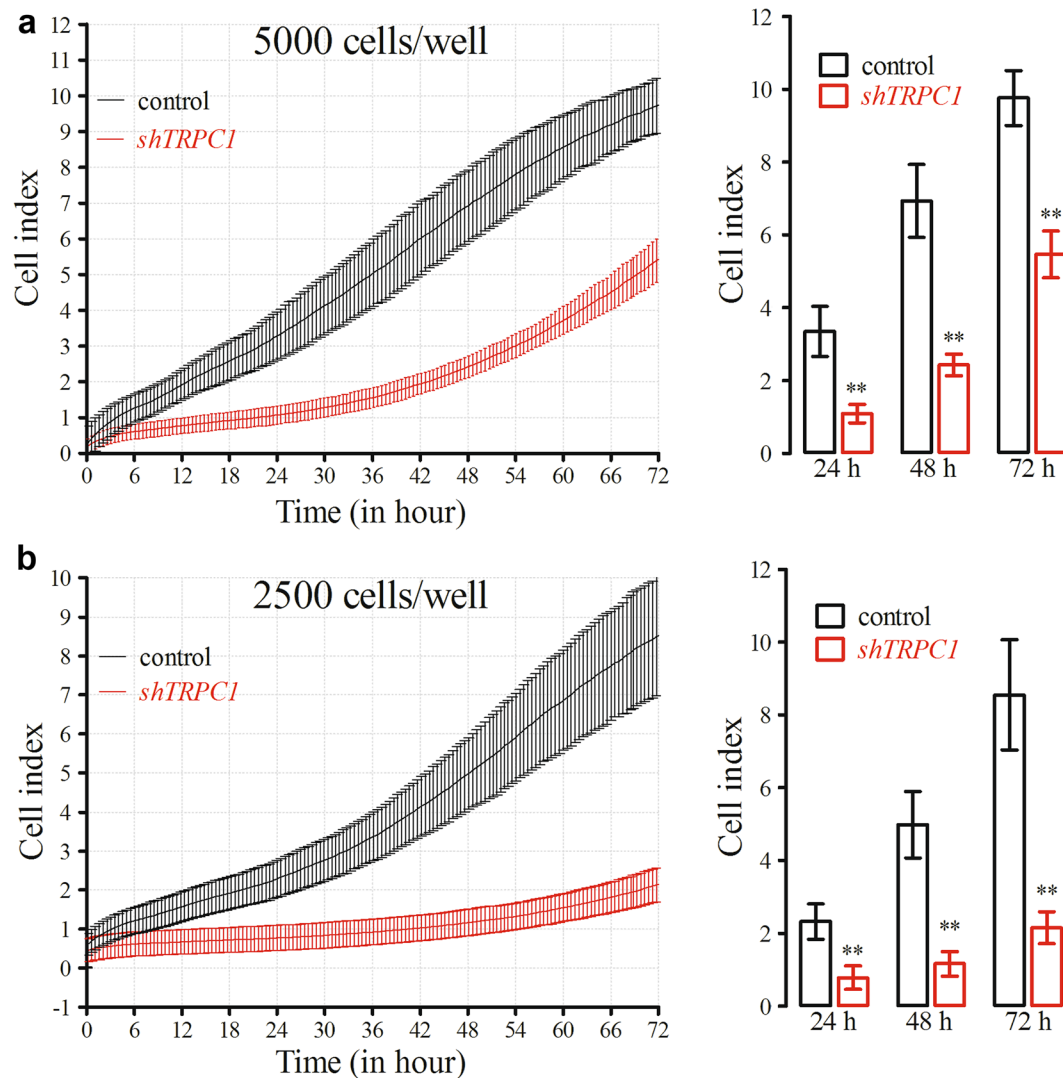 a
5000 cells/well
control
shTRPC1
Cell index
12
11
10
9
8
7
6
5
4
3
2
1
0
0 6 12 18 24 30 36 42 48 54 60 66 72
Time (in hour)
control
shTRPC1
Cell index
12
10
8
6
4
2
0
**
**
**
24 h 48 h 72 h
b
2500 cells/well
control
shTRPC1
Cell index
10
9
8
7
6
5
4
3
2
1
0
-1
0 6 12 18 24 30 36 42 48 54 60 66 72
Time (in hour)
control
shTRPC1
Cell index
12
10
8
6
4
2
0
**
**
**
24 h 48 h 72 h